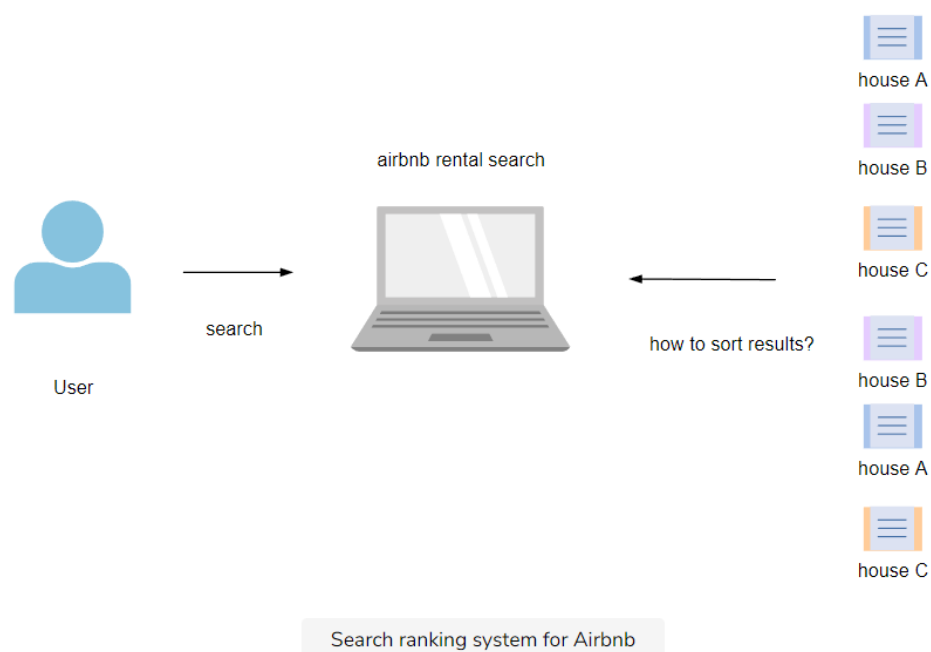 airbnb rental search
search
User
how to sort results?
house A
house B
house C
house B
house A
house C
Search ranking system for Airbnb